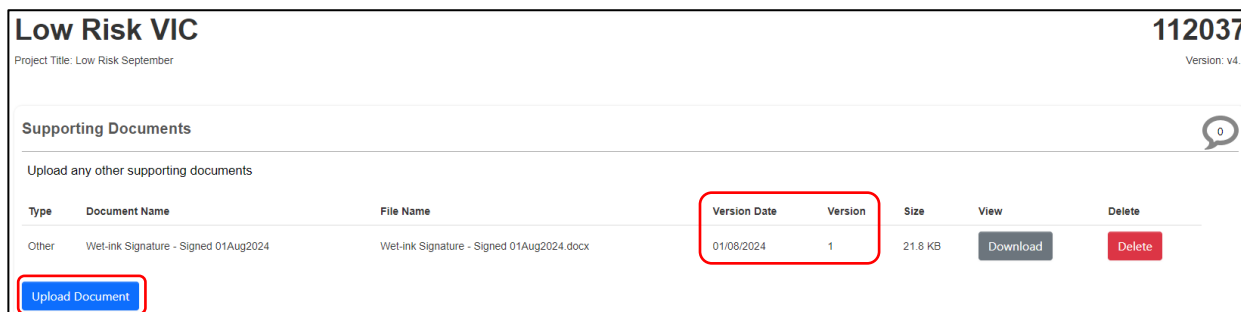 Low Risk VIC 112037
Project Title: Low Risk September Version: v4.
Supporting Documents 0
Upload any other supporting documents
Type Document Name File Name Version Date Version Size View Delete
Other Wet-ink Signature - Signed 01Aug2024 Wet-ink Signature - Signed 01Aug2024.docx 01/08/2024 1 21.8 KB Download Delete
Upload Document